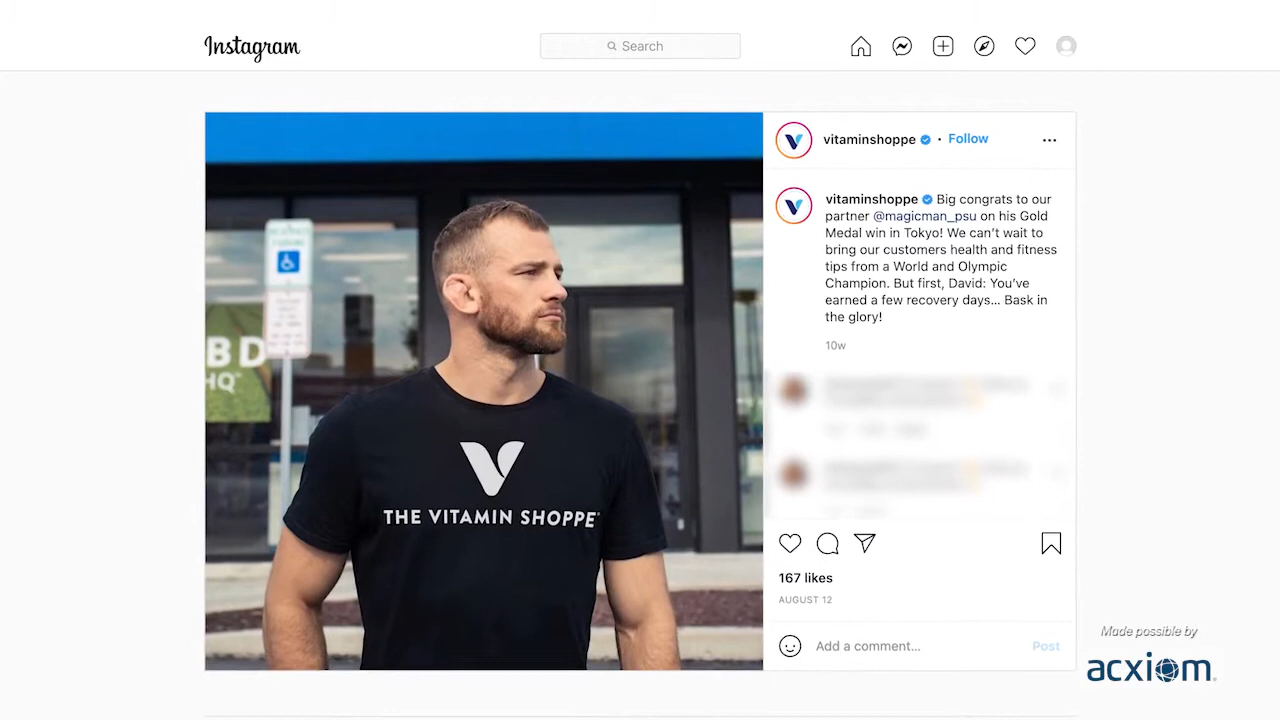 Instagram
Search
BD
HQ™
THE VITAMIN SHOPPE
vitaminshoppe • Follow
vitaminshoppe Big congrats to our
partner @magicman_psu on his Gold
Medal win in Tokyo! We can't wait to
bring our customers health and fitness
tips from a World and Olympic
Champion. But first, David: You've
earned a few recovery days... Bask in
the glory!
10w
167 likes
AUGUST 12
Add a comment... Post
Made possible by
acxiom